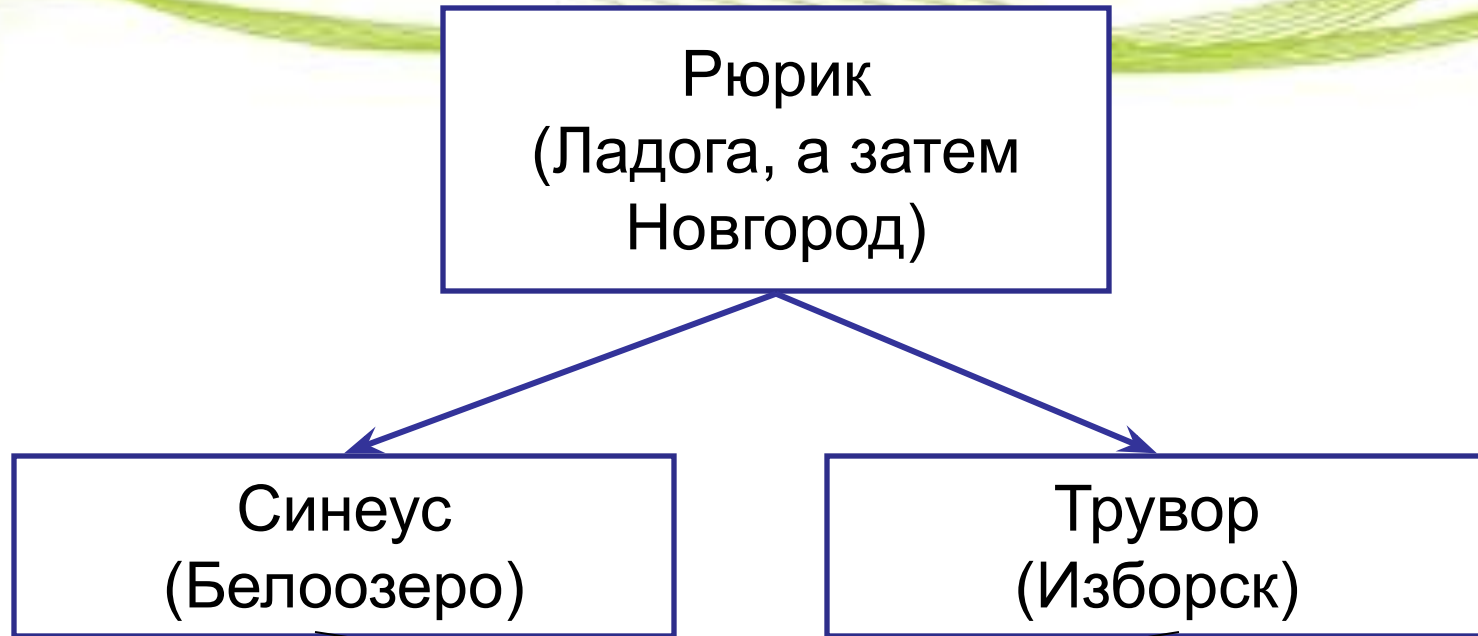 Рюрик
(Ладога, а затем
Новгород)
Синеус
(Белоозеро)
Трувор
(Изборск)